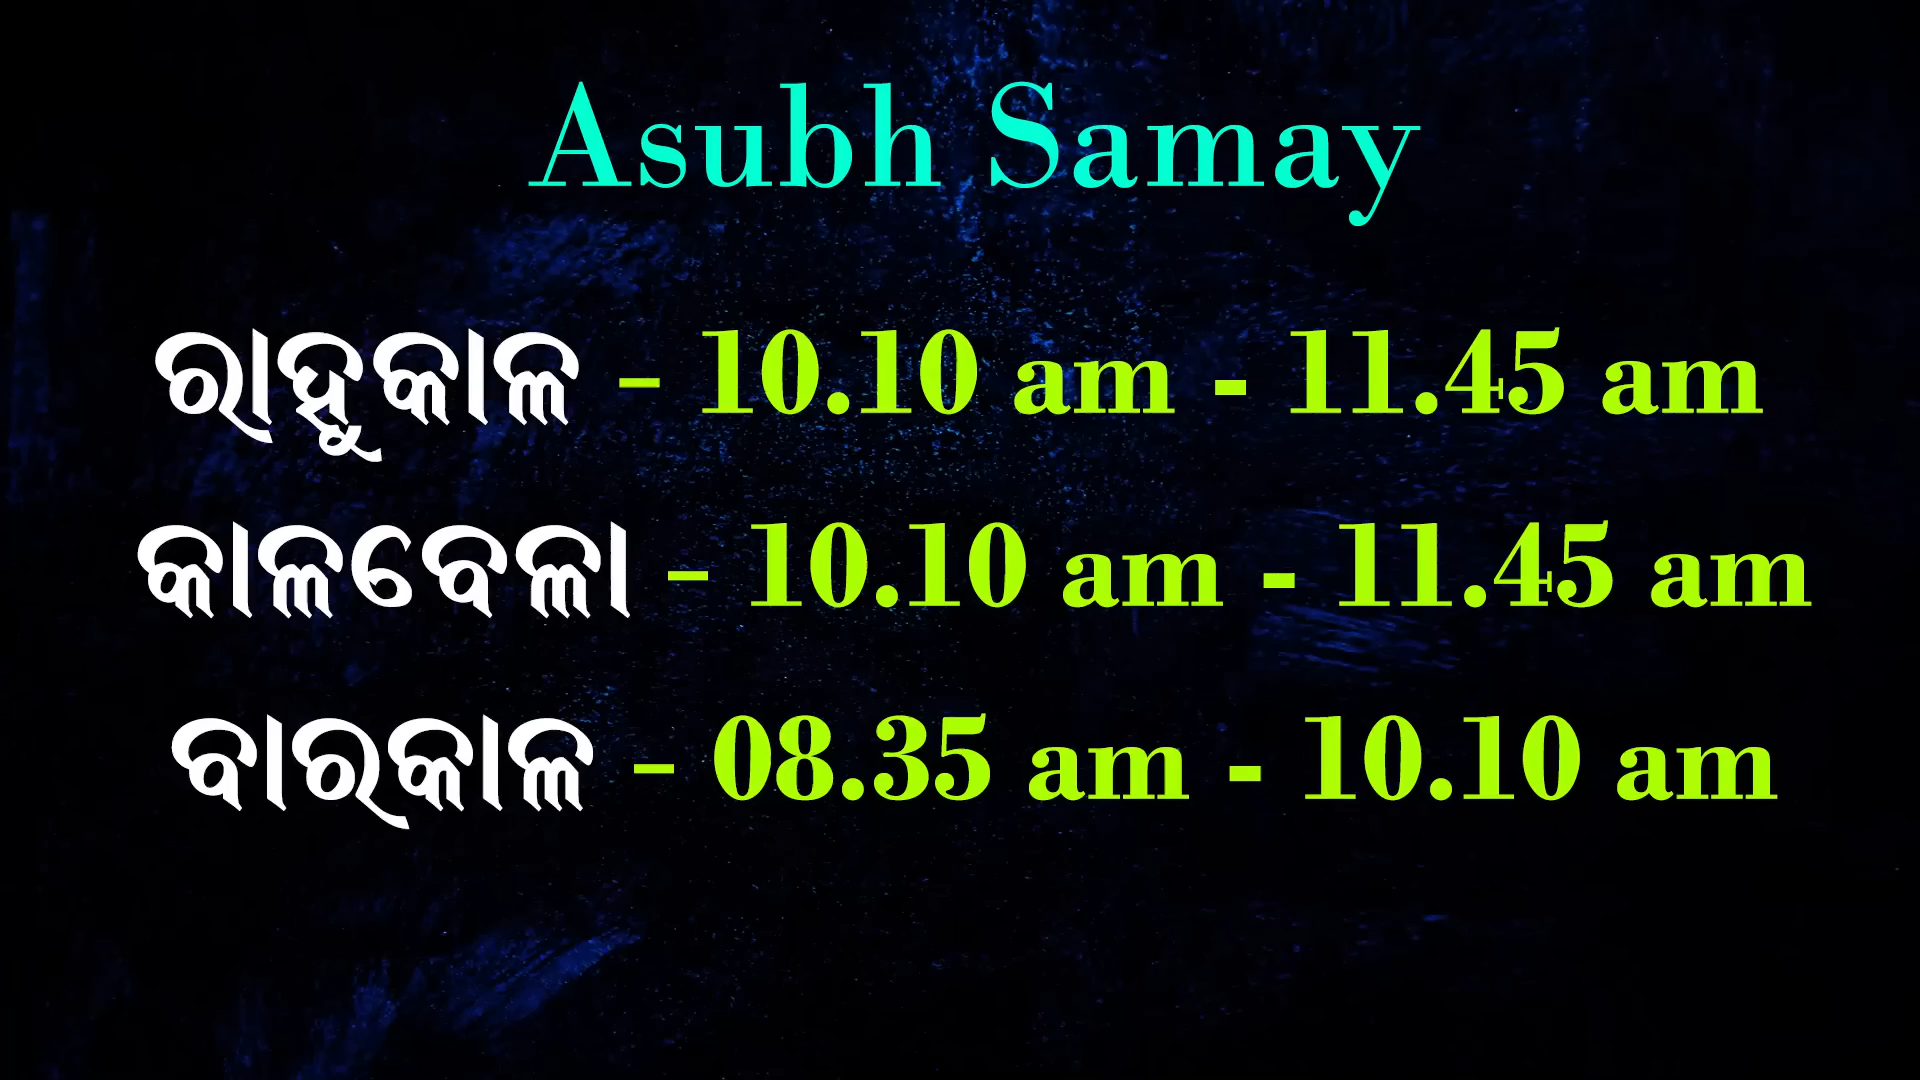 Asubh Samay
ରାହୁକାଳ - 10.10 am - 11.45 am
କାଳବେଳା - 10.10 am - 11.45 am
ବାରକାଳ - 08.35 am - 10.10 am